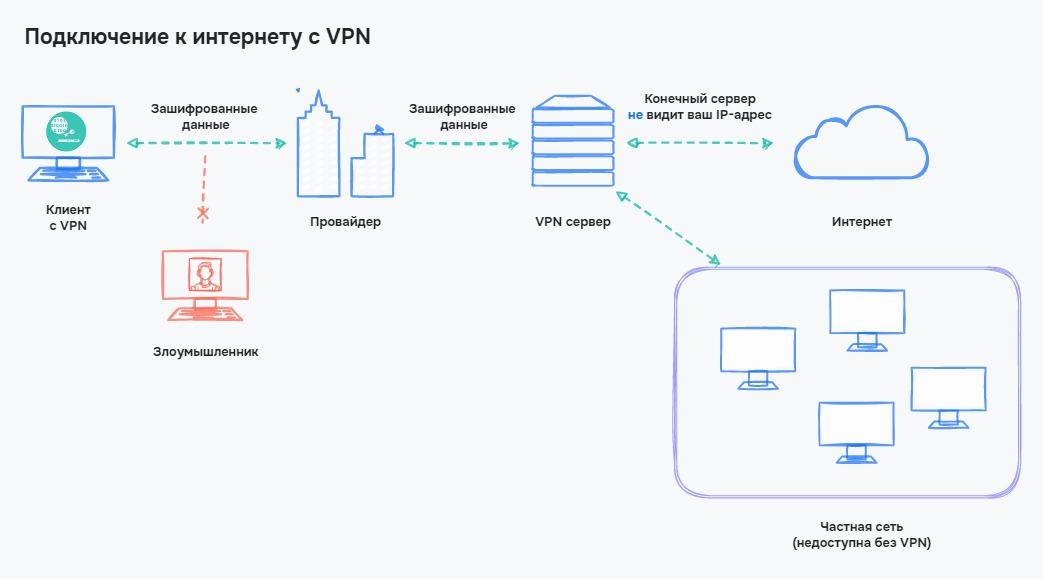 Подключение к интернету с VPN
Зашифрованные
данные
Зашифрованные
данные
Конечный сервер
не видит ваш IP-адрес
Клиент
с VPN
Провайдер
VPN сервер
Интернет
Злоумышленник
Частная сеть
(недоступна без VPN)